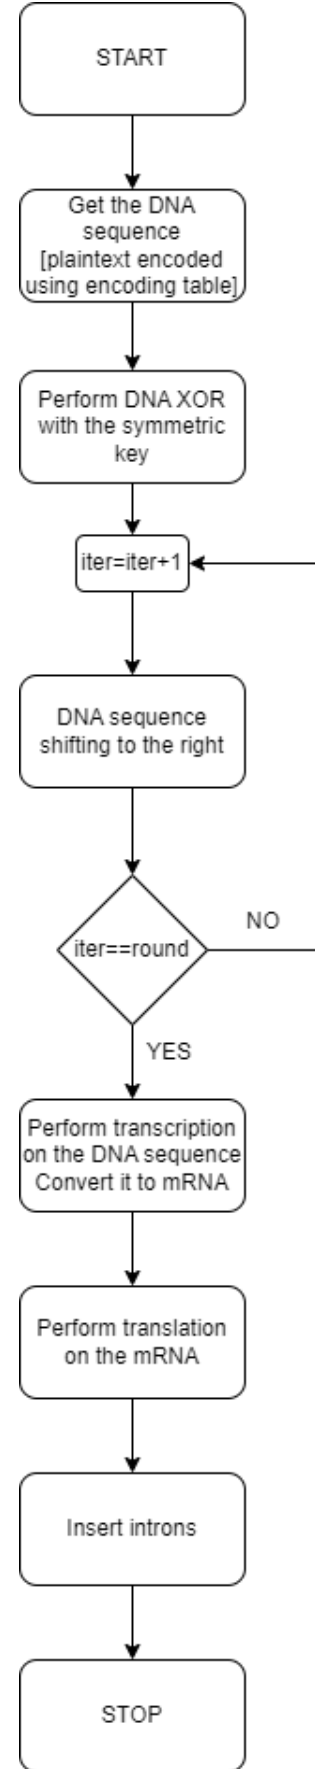 START
Get the DNA
sequence
[plaintext encoded
using encoding table]
Perform DNA XOR
with the symmetric
key
iter=iter+1
DNA sequence
shifting to the right
iter==round
NO
YES
Perform transcription
on the DNA sequence
Convert it to mRNA
Perform translation
on the mRNA
Insert introns
STOP